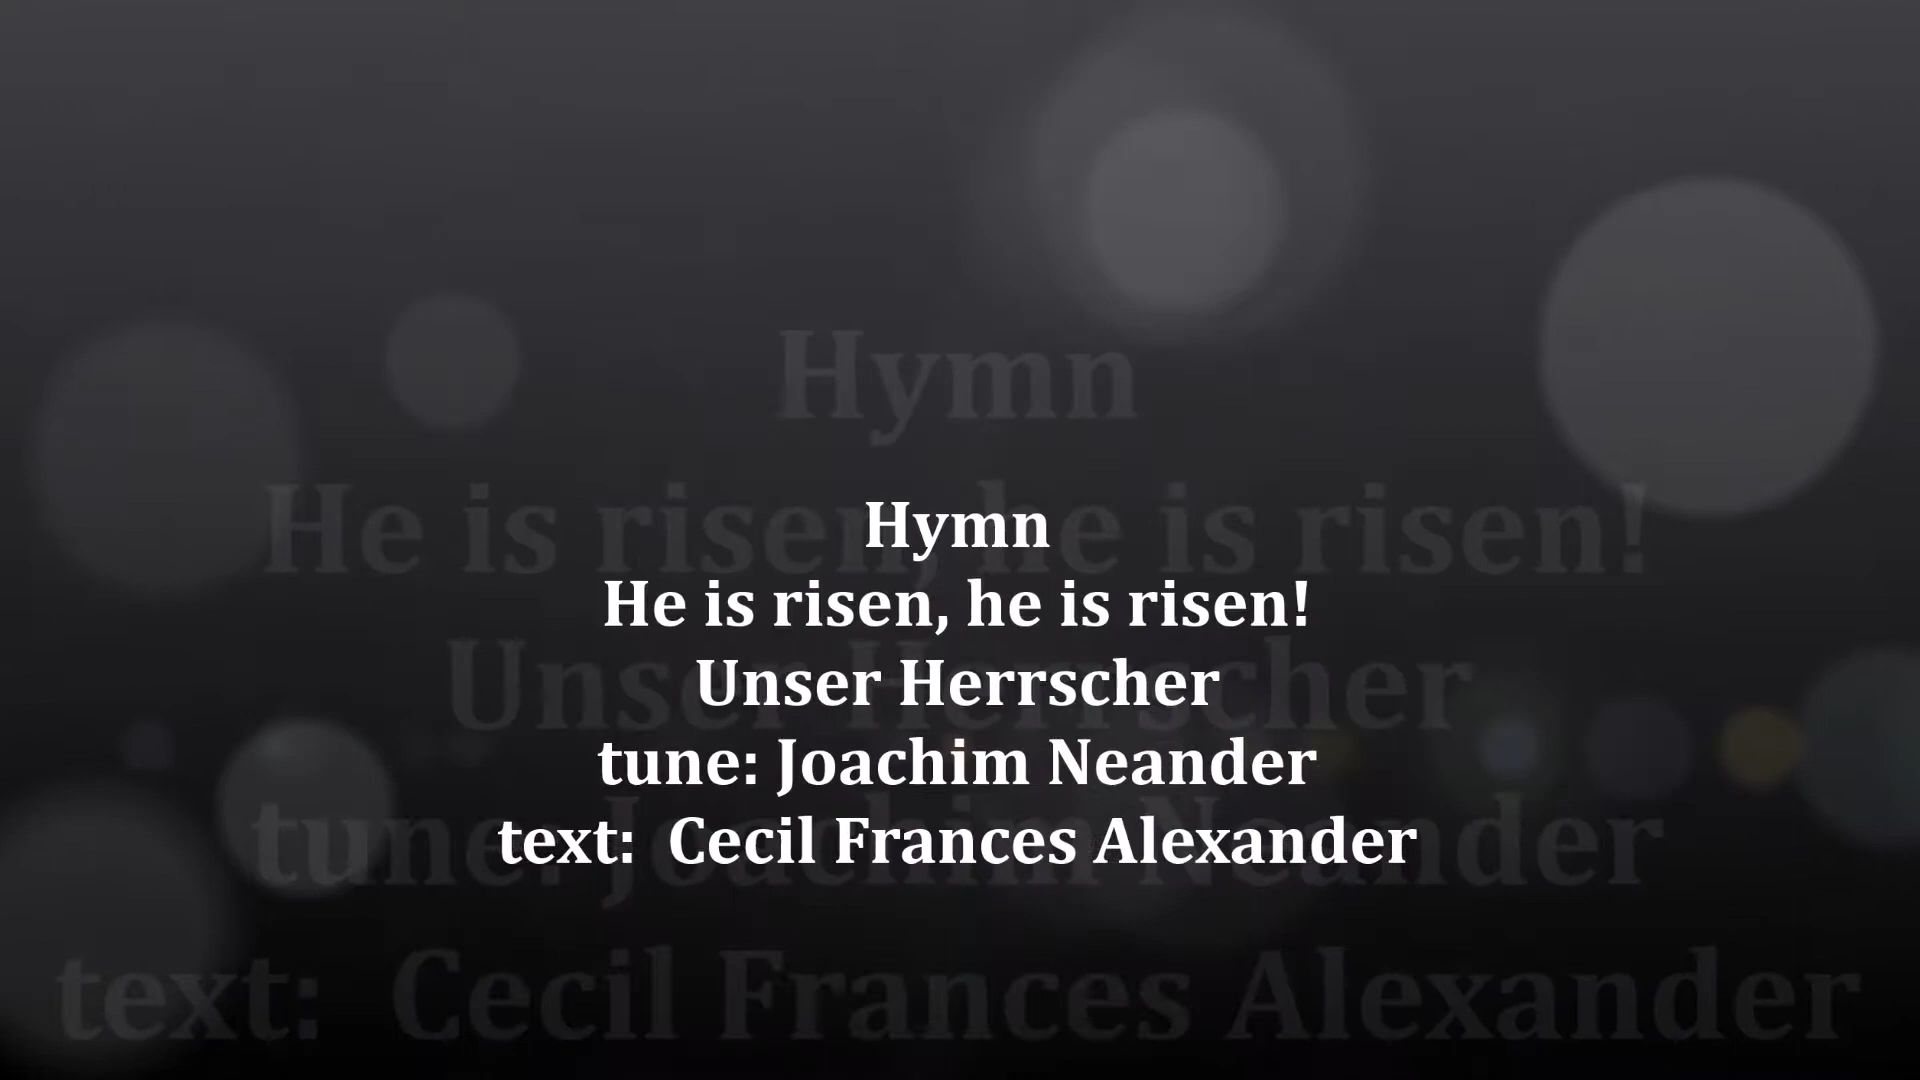 Hymn
He is risen, he is risen!
Unser Herrscher
tune: Joachim Neander
text:  Cecil Frances Alexander